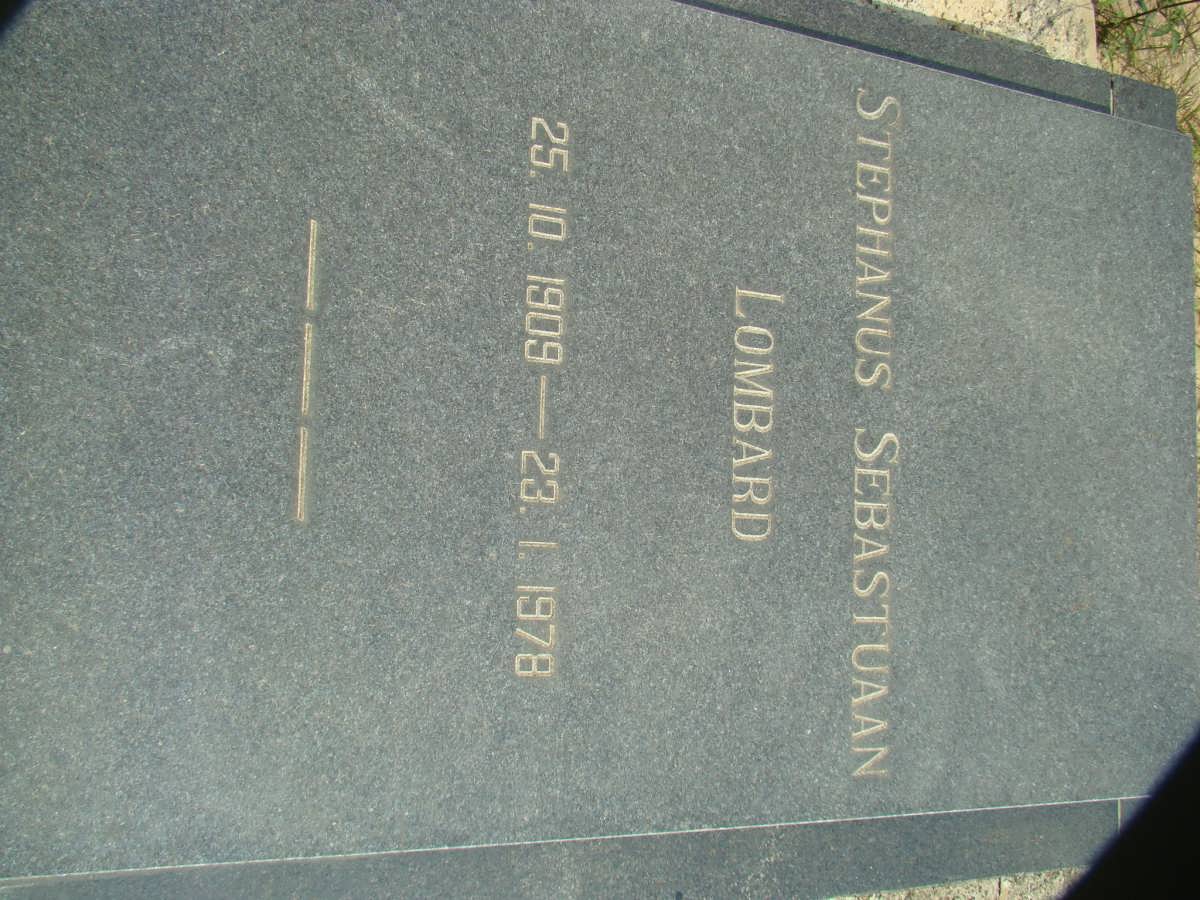 STEPHANUS SEBASTUAAN
LOMBARD
25. 10. 1909 — 23. 1. 1978